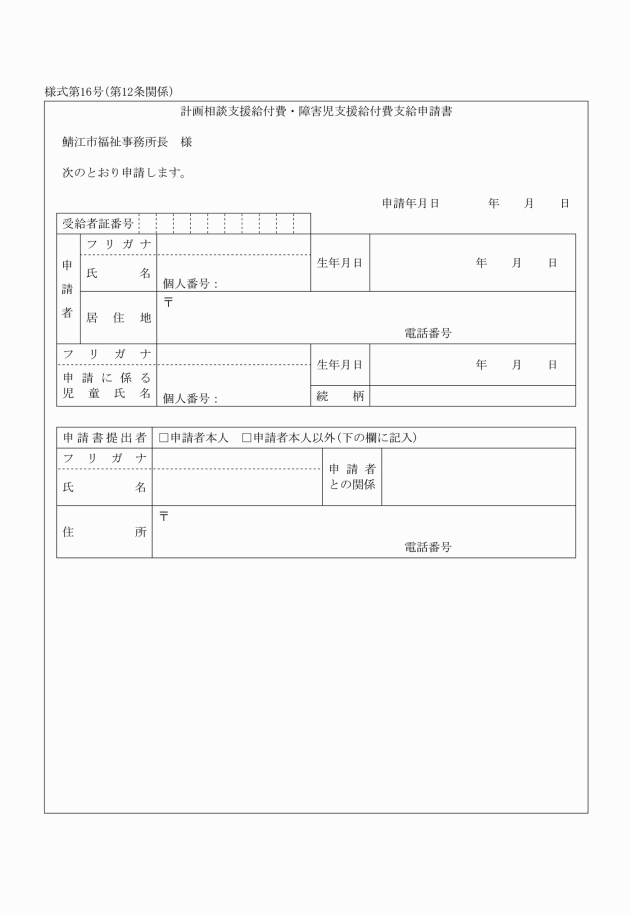 様式第16号(第12条関係)
計画相談支援給付費・障害児支援給付費支給申請書
鯖江市福祉事務所長　様
次のとおり申請します。
申請年月日　　　　年　　月　　日
受給者証番号
申請者
フリガナ
氏名
個人番号：
生年月日
年　　月　　日
居住地
〒
電話番号
フリガナ
申請に係る
児童氏名
個人番号：
生年月日
年　　月　　日
続柄
申請書提出者
□申請者本人　□申請者本人以外(下の欄に記入)
フリガナ
氏名
申請者
との関係
住所
〒
電話番号